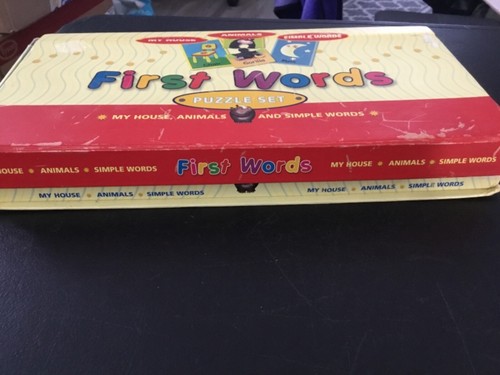 MY HOUSE ANIMALS SIMPLE WORDS
First Words
PUZZLE SET
MY HOUSE, ANIMALS AND SIMPLE WORDS
HOUSE ANIMALS SIMPLE WORDS First Words MY HOUSE ANIMALS SIMPLE WORDS
MY HOUSE ANIMALS SIMPLE WORDS MY HOUSE ANIMALS SIMPLE WORDS